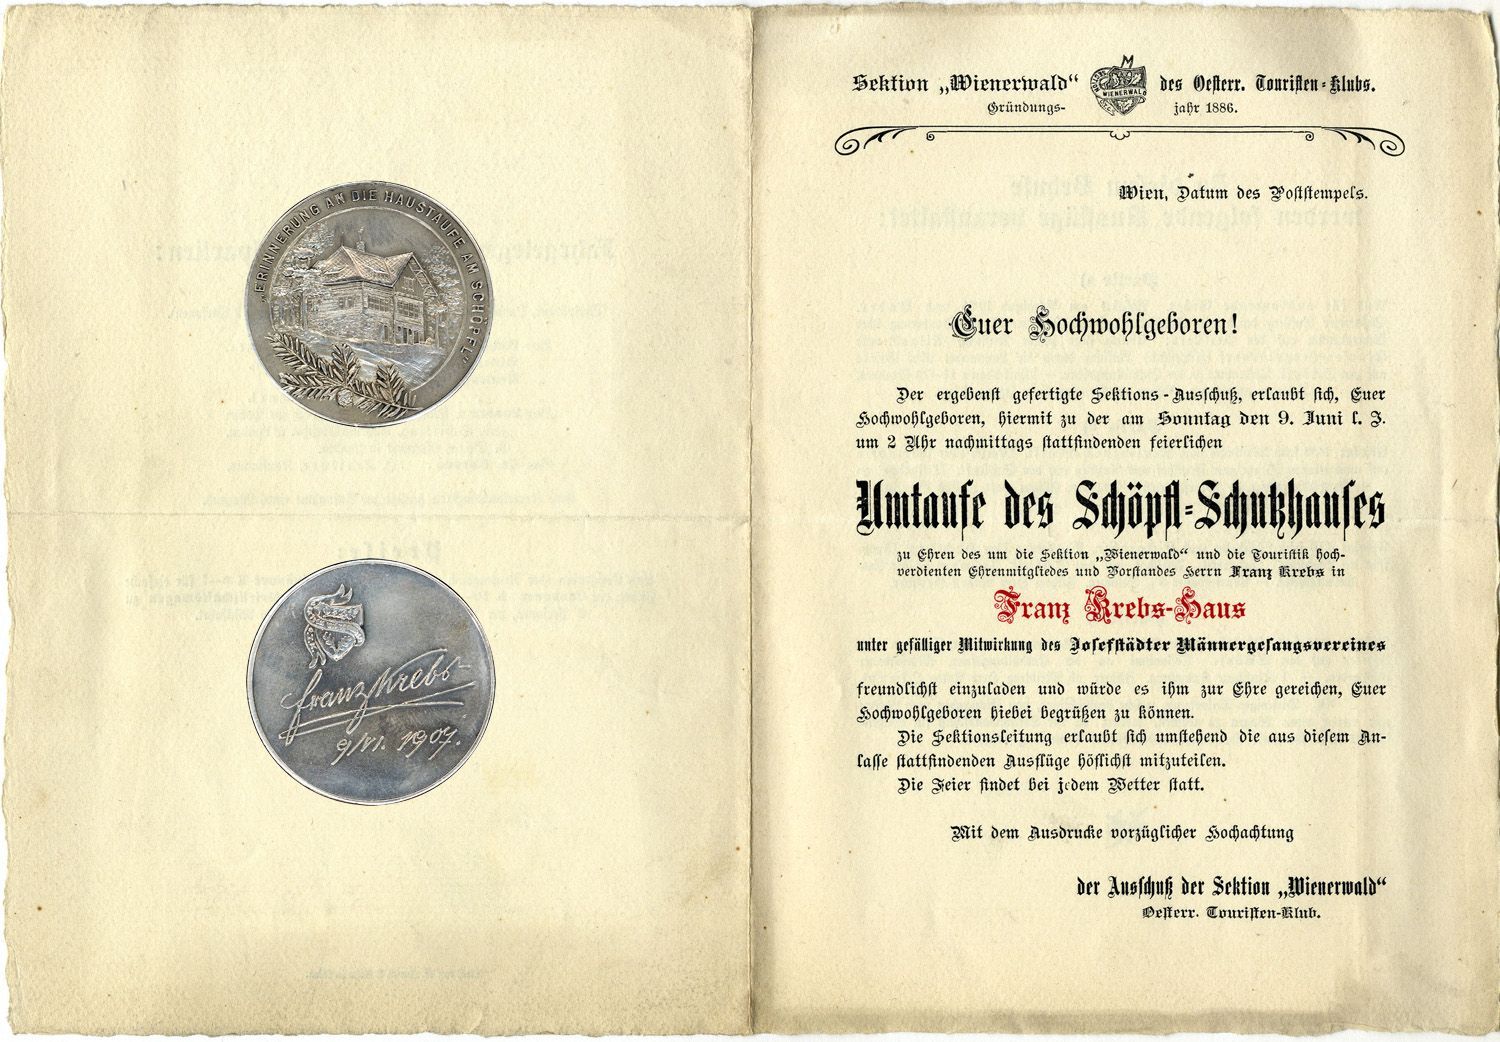 „ERINNERUNG AN DIE HAUSTAUFE AM SCHÖPFL“
Franz Krebs
9/VI. 1907.
Sektion „Wienerwald“ des Oesterr. Touristen-Klubs.
WIENERWALD
Gründungs- jahr 1886.
Wien, Datum des Poststempels.
Euer Hochwohlgeboren!
Der ergebenst gefertigte Sektions-Ausschuß, erlaubt sich, Euer
Hochwohlgeboren, hiermit zu der am Sonntag den 9. Juni l. J.
um 2 Uhr nachmittags stattfindenden feierlichen
Umtaufe des Schöpfl-Schutzhauses
zu Ehren des um die Sektion „Wienerwald“ und die Touristik hoch-
verdienten Ehrenmitgliedes und Vorstandes Herrn Franz Krebs in
Franz Krebs-Haus
unter gefälliger Mitwirkung des Josefstädter Männergesangsvereines
freundlichst einzuladen und würde es ihm zur Ehre gereichen, Euer
Hochwohlgeboren hiebei begrüßen zu können.
Die Sektionsleitung erlaubt sich umstehend die aus diesem An-
lasse stattfindenden Ausflüge höflichst mitzuteilen.
Die Feier findet bei jedem Wetter statt.
Mit dem Ausdrucke vorzüglicher Hochachtung
der Ausschuß der Sektion „Wienerwald“
Oesterr. Touristen-Klub.